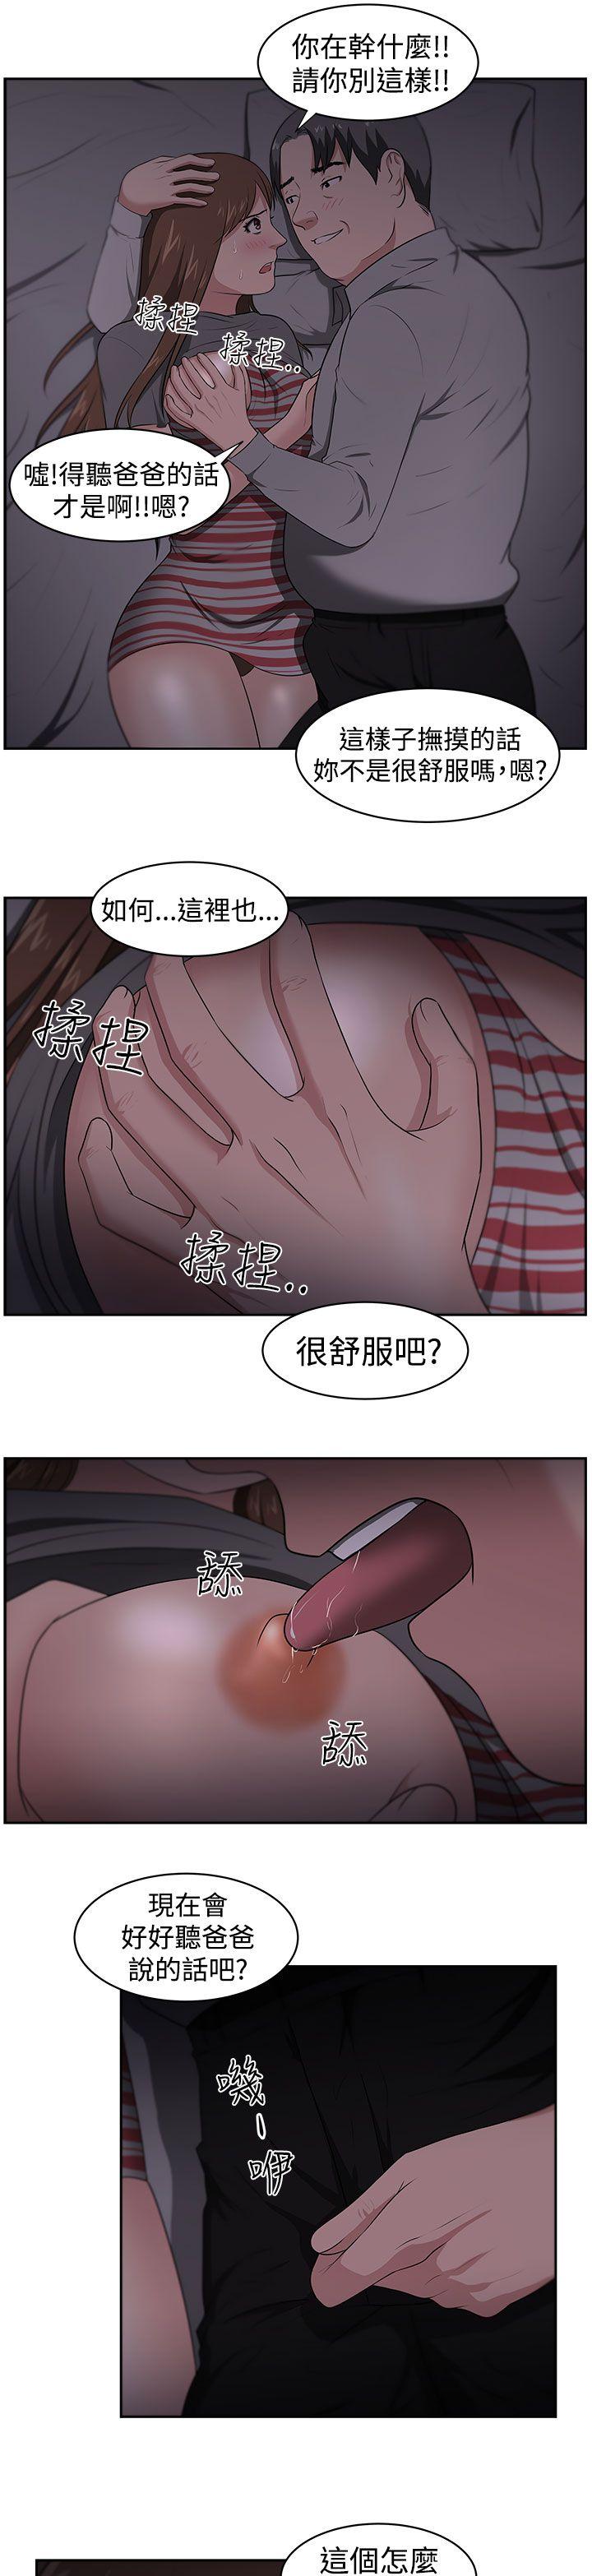 你在幹什麼!!
請你別這樣!!
揉捏
揉捏..
噓!得聽爸爸的話
才是啊!!嗯?
這樣子撫摸的話
妳不是很舒服嗎,嗯?
如何...這裡也...
揉捏
揉捏..
很舒服吧?
舔
舔
現在會
好好聽爸爸
說的話吧?
嘰-咿
這個怎麼